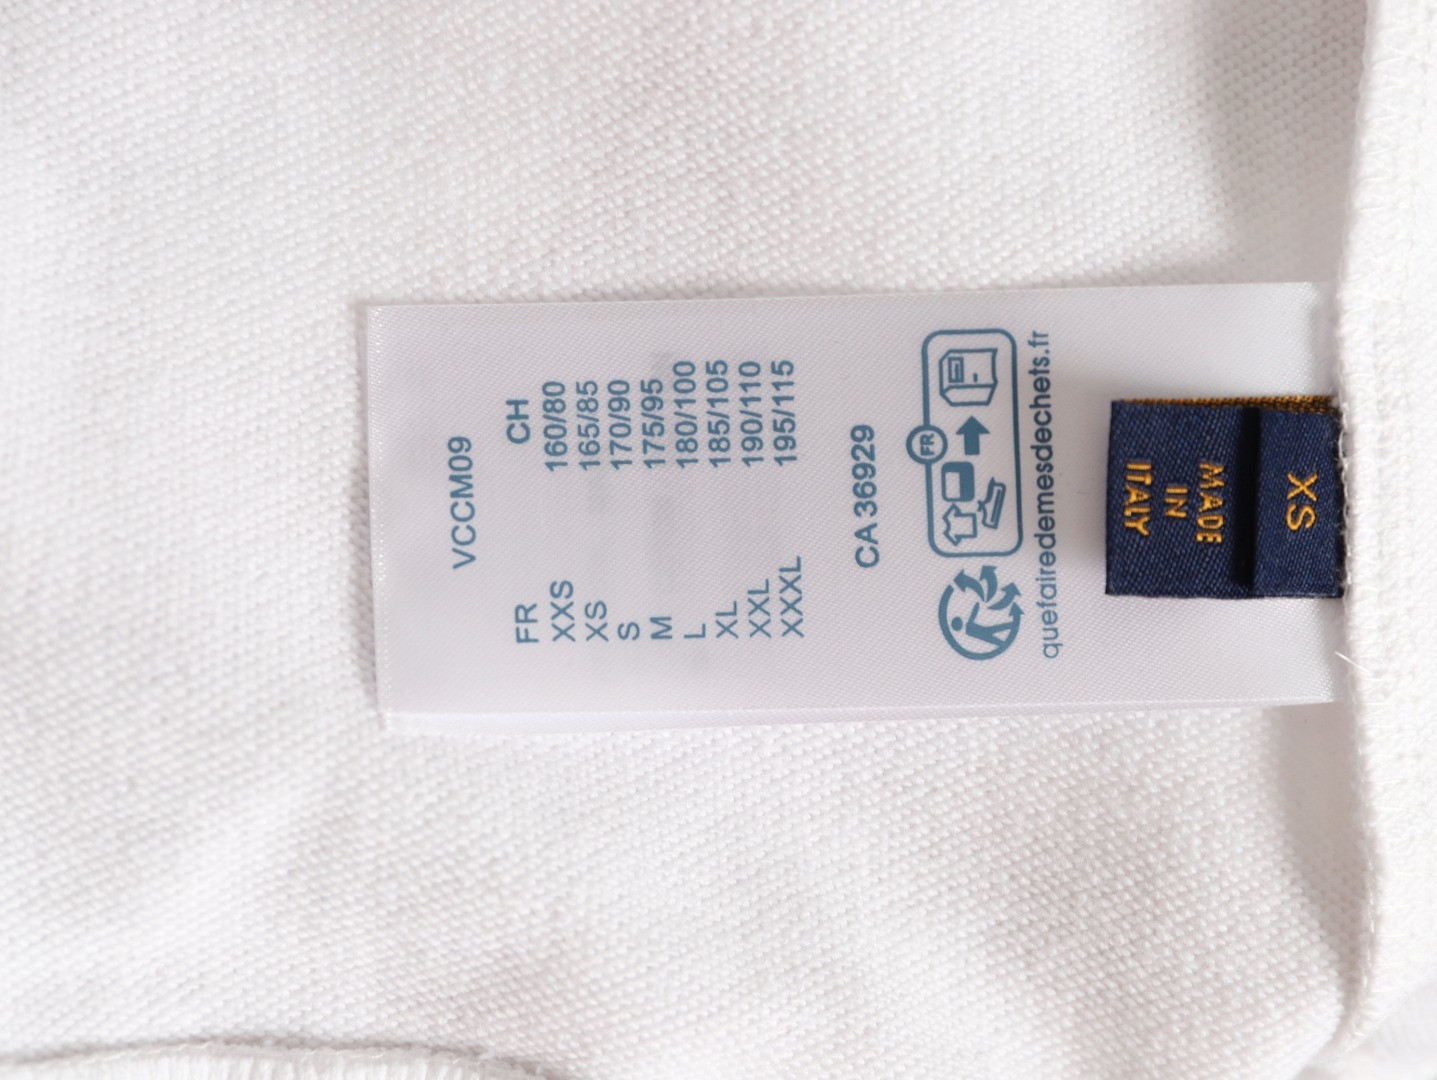 VCCM09
FR CH
XXS 160/80
XS 165/85
S 170/90
M 175/95
L 180/100
XL 185/105
XXL 190/110
XXXL 195/115
CA 36929
FR
quefairedemesdechets.fr
XS
MADE
IN
ITALY